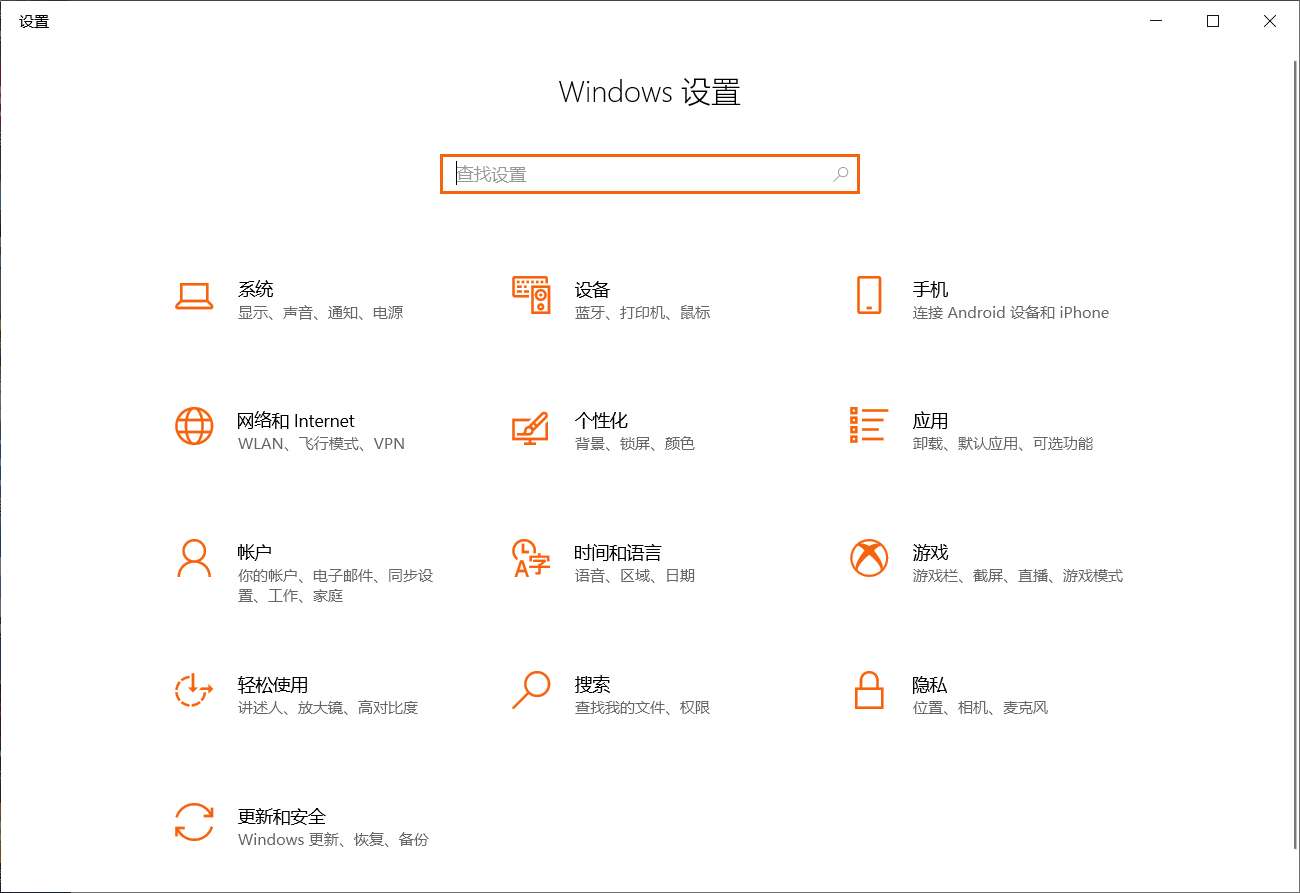 设置
Windows 设置
查找设置
系统
显示、声音、通知、电源
设备
蓝牙、打印机、鼠标
手机
连接 Android 设备和 iPhone
网络和 Internet
WLAN、飞行模式、VPN
个性化
背景、锁屏、颜色
应用
卸载、默认应用、可选功能
帐户
你的帐户、电子邮件、同步设
置、工作、家庭
时间和语言
语音、区域、日期
游戏
游戏栏、截屏、直播、游戏模式
轻松使用
讲述人、放大镜、高对比度
搜索
查找我的文件、权限
隐私
位置、相机、麦克风
更新和安全
Windows 更新、恢复、备份